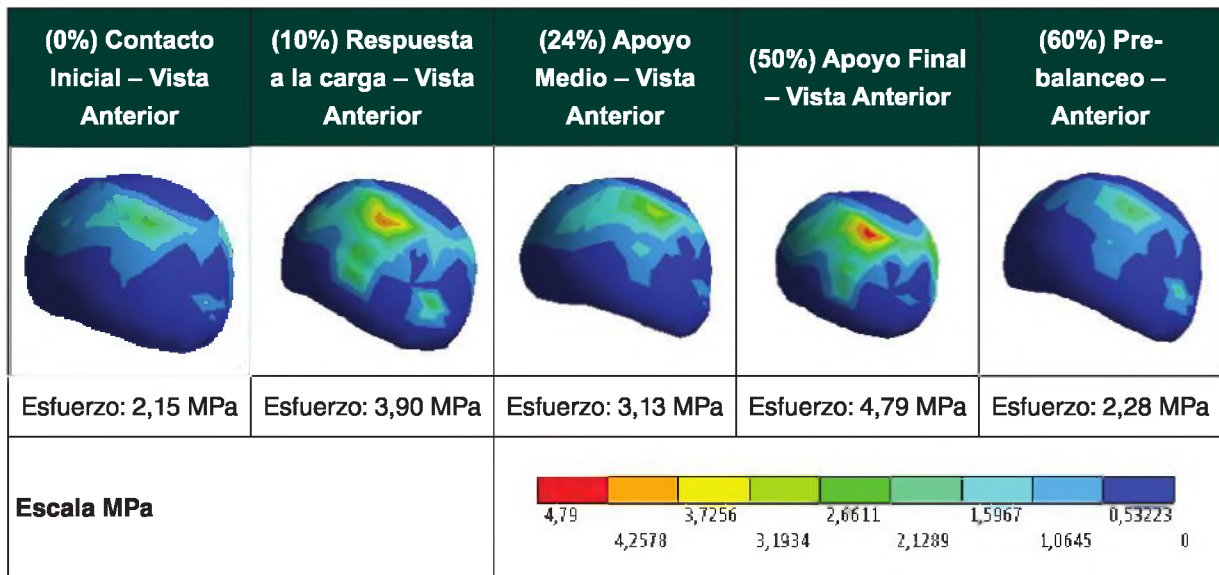 (0%) Contacto
Inicial – Vista
Anterior
(10%) Respuesta
a la carga – Vista
Anterior
(24%) Apoyo
Medio – Vista
Anterior
(50%) Apoyo Final
– Vista Anterior
(60%) Pre-
balanceo –
Anterior
Esfuerzo: 2,15 MPa
Esfuerzo: 3,90 MPa
Esfuerzo: 3,13 MPa
Esfuerzo: 4,79 MPa
Esfuerzo: 2,28 MPa
Escala MPa
4,79 3,7256 2,6611 1,5967 0,53223
4,2578 3,1934 2,1289 1,0645 0